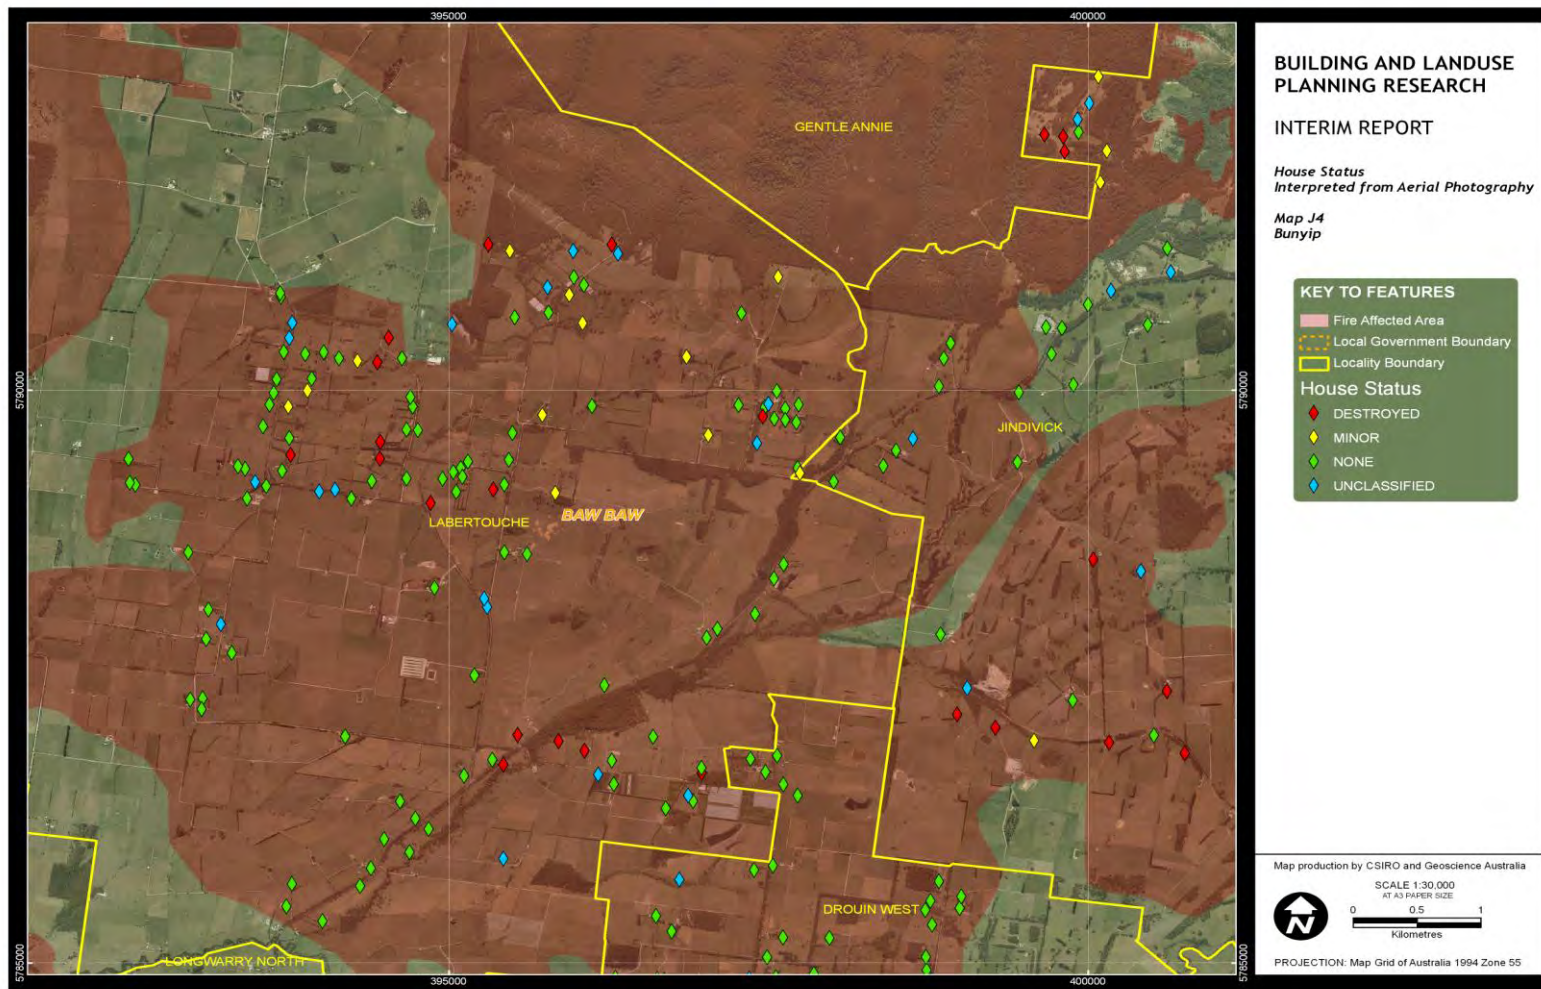 395000
400000
GENTLE ANNIE
5790000
5790000
JINDIVICK
LABERTOUCHE
BAW BAW
DROUIN WEST
LONGWARRY NORTH
5785000
5785000
395000
400000
BUILDING AND LANDUSE
PLANNING RESEARCH
INTERIM REPORT
House Status
Interpreted from Aerial Photography
Map J4
Bunyip
KEY TO FEATURES
Fire Affected Area
Local Government Boundary
Locality Boundary
House Status
DESTROYED
MINOR
NONE
UNCLASSIFIED
Map production by CSIRO and Geoscience Australia
SCALE 1:30,000
AT A3 PAPER SIZE
N
0 0.5 1
Kilometres
PROJECTION: Map Grid of Australia 1994 Zone 55